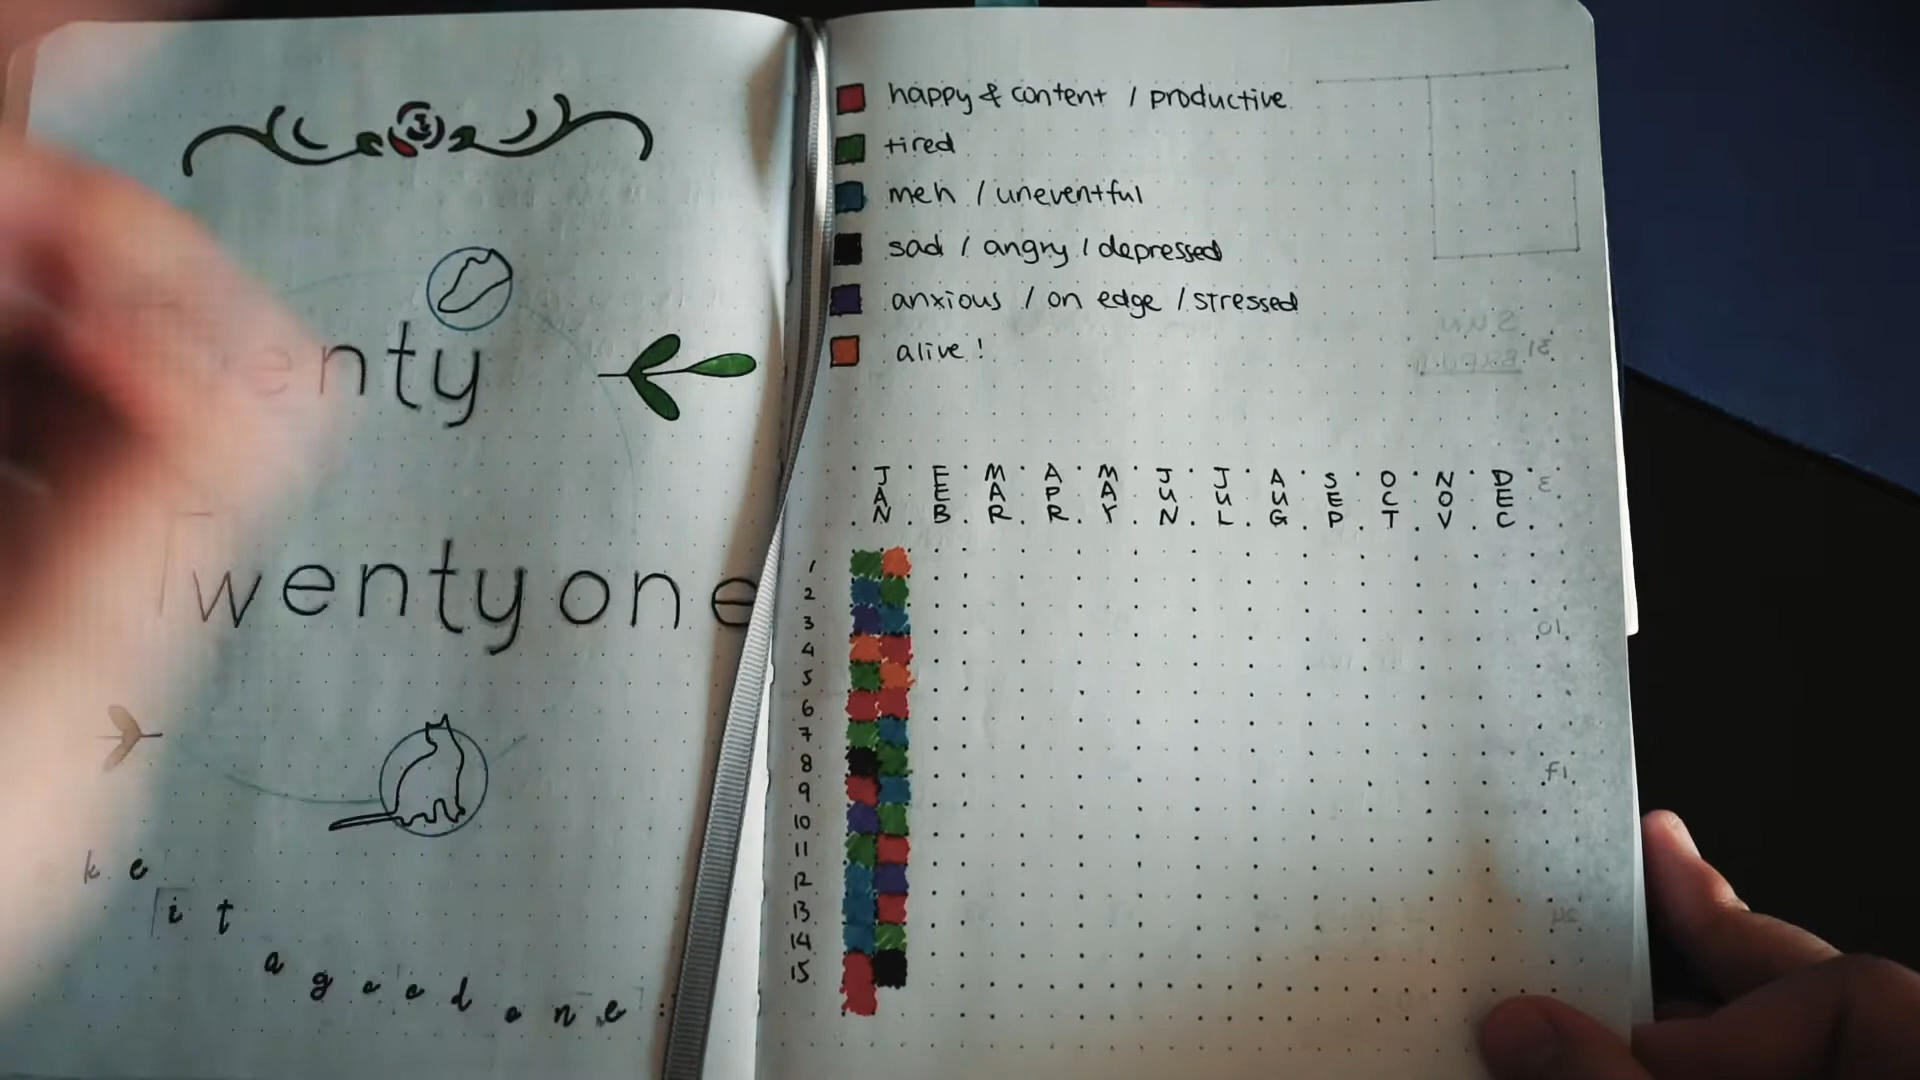 enty
Twenty one
k e
i t
a g o o d o n e :
happy & content / productive
tired
meh / uneventful
sad / angry / depressed
anxious / on edge / stressed
alive !
JAN FEB MAR APR MAY JUN JUL AUG SEP OCT NOV DEC
1
2
3
4
5
6
7
8
9
10
11
12
13
14
15